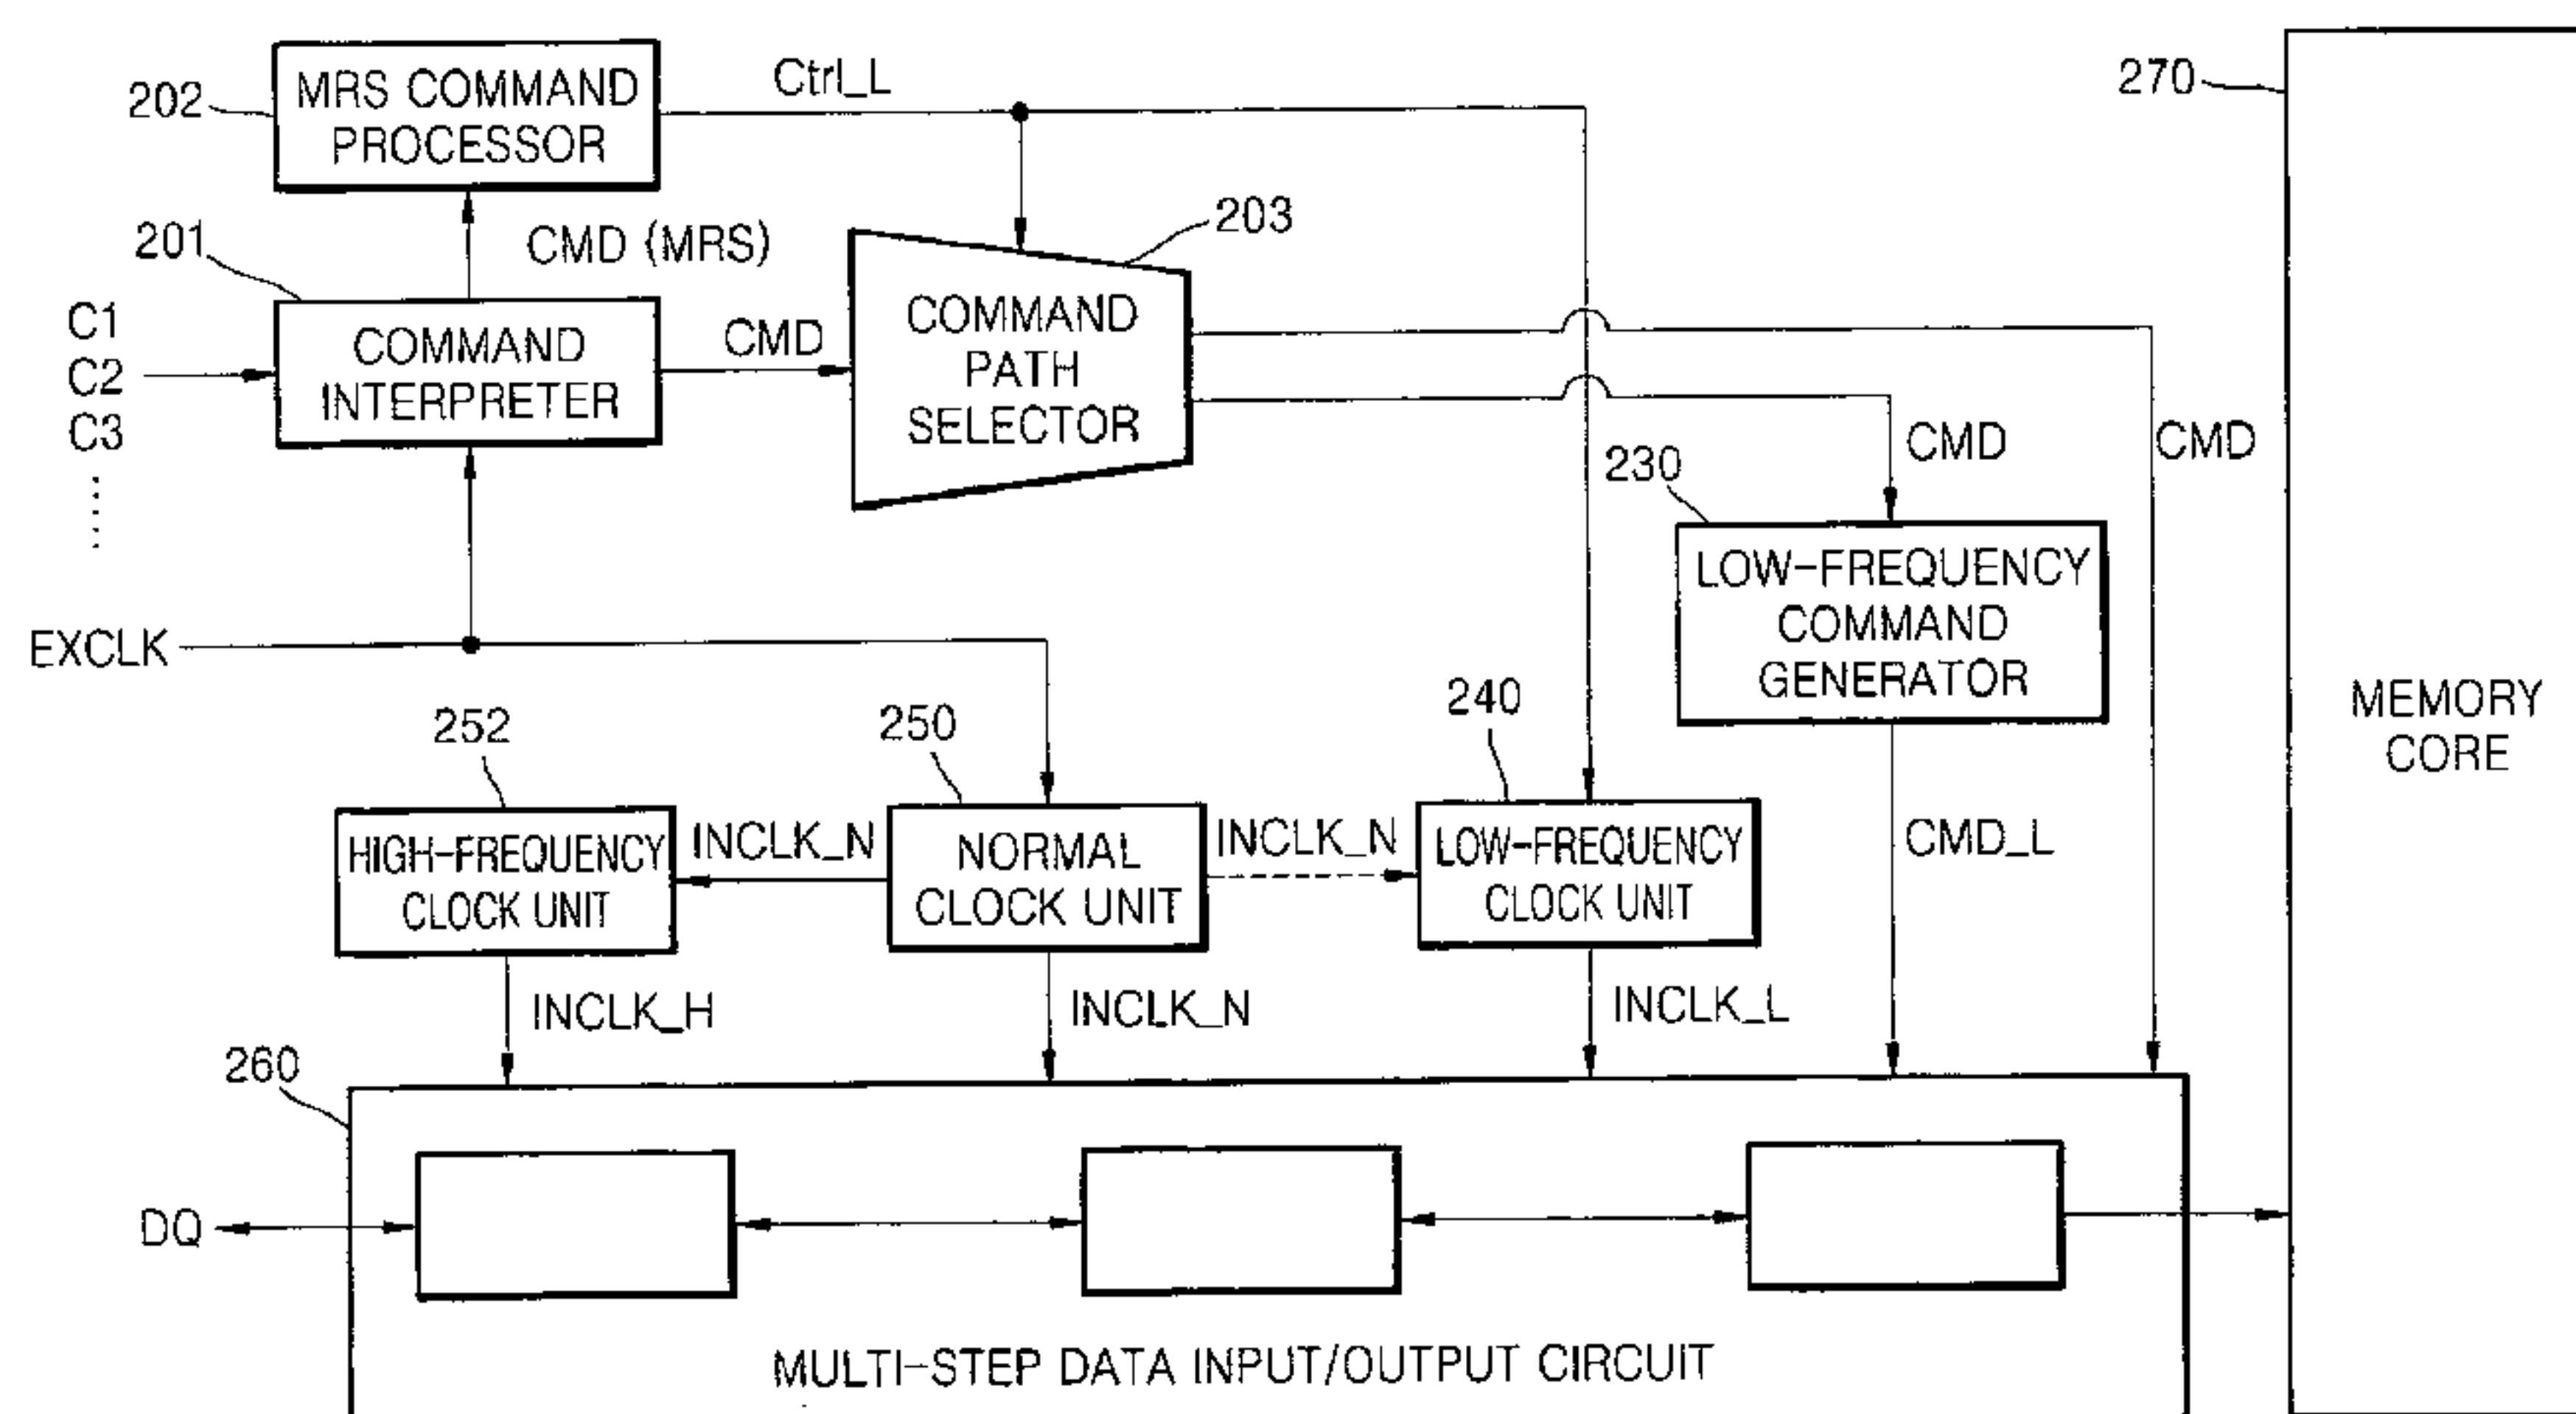 202
MRS COMMAND
PROCESSOR
Ctrl_L
270
201
CMD (MRS)
203
C1
C2
C3
COMMAND
INTERPRETER
CMD
COMMAND
PATH
SELECTOR
CMD
CMD
230
LOW-FREQUENCY
COMMAND
GENERATOR
EXCLK
MEMORY
CORE
252
250
240
HIGH-FREQUENCY
CLOCK UNIT
INCLK_N
NORMAL
CLOCK UNIT
INCLK_N
LOW-FREQUENCY
CLOCK UNIT
CMD_L
INCLK_H
INCLK_N
INCLK_L
260
DQ
MULTI-STEP DATA INPUT/OUTPUT CIRCUIT